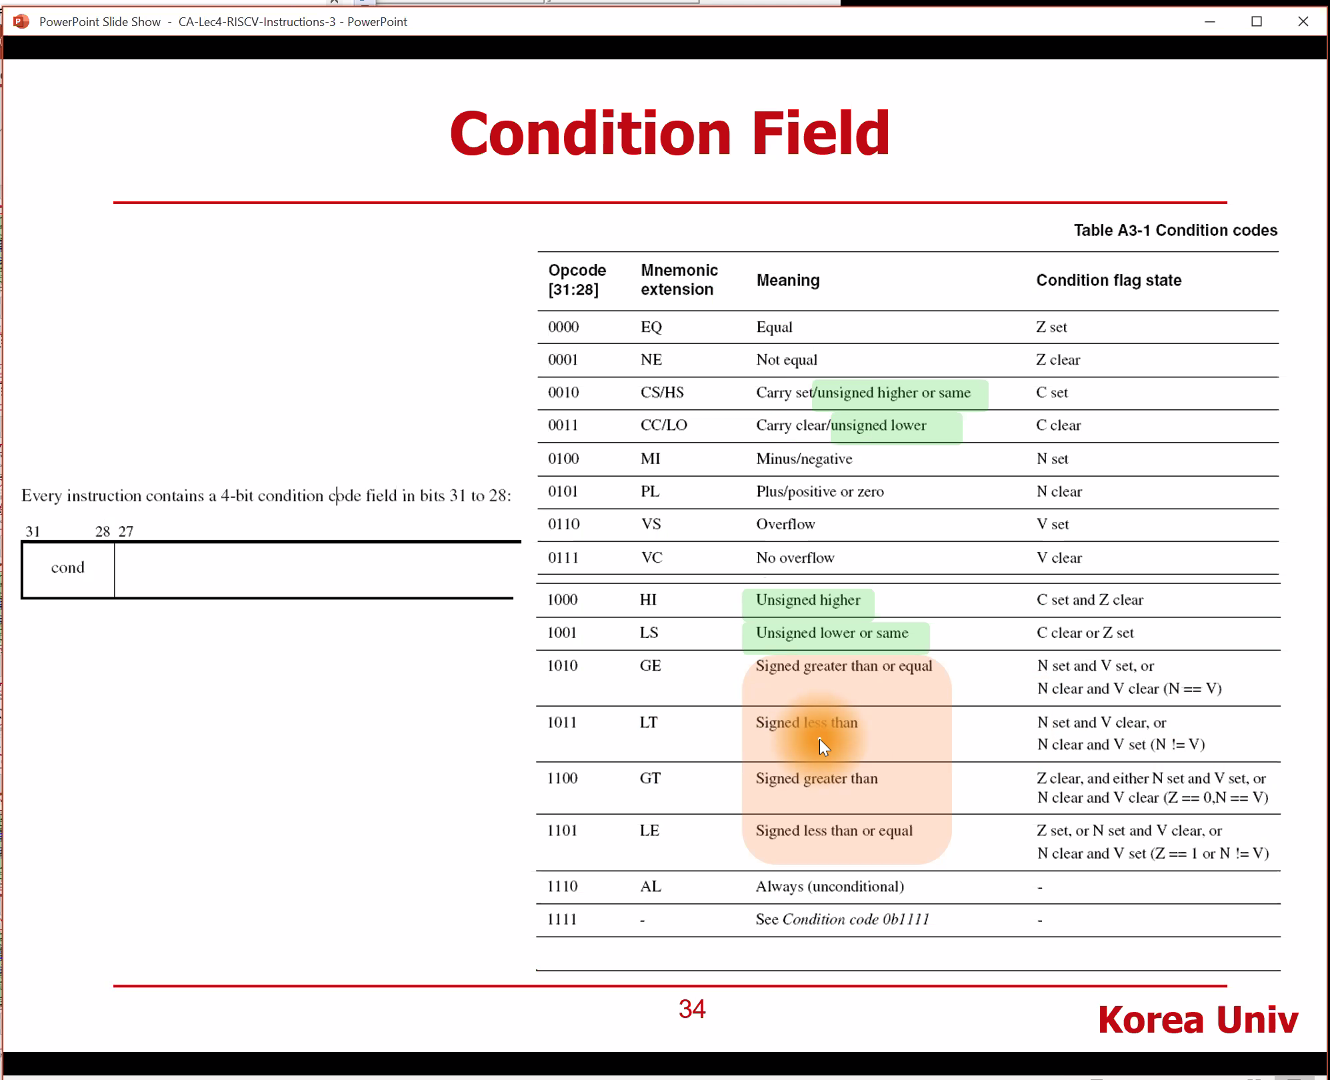 PowerPoint Slide Show - CA-Lec4-RISCV-Instructions-3 - PowerPoint
Condition Field
Table A3-1 Condition codes
Opcode [31:28] Mnemonic extension Meaning Condition flag state
0000 EQ Equal Z set
0001 NE Not equal Z clear
0010 CS/HS Carry set/unsigned higher or same C set
0011 CC/LO Carry clear/unsigned lower C clear
0100 MI Minus/negative N set
0101 PL Plus/positive or zero N clear
0110 VS Overflow V set
0111 VC No overflow V clear
1000 HI Unsigned higher C set and Z clear
1001 LS Unsigned lower or same C clear or Z set
1010 GE Signed greater than or equal N set and V set, or
N clear and V clear (N == V)
1011 LT Signed less than N set and V clear, or
N clear and V set (N != V)
1100 GT Signed greater than Z clear, and either N set and V set, or
N clear and V clear (Z == 0,N == V)
1101 LE Signed less than or equal Z set, or N set and V clear, or
N clear and V set (Z == 1 or N != V)
1110 AL Always (unconditional) -
1111 - See Condition code 0b1111 -
Every instruction contains a 4-bit condition code field in bits 31 to 28:
31 28 27
cond
34
Korea Univ